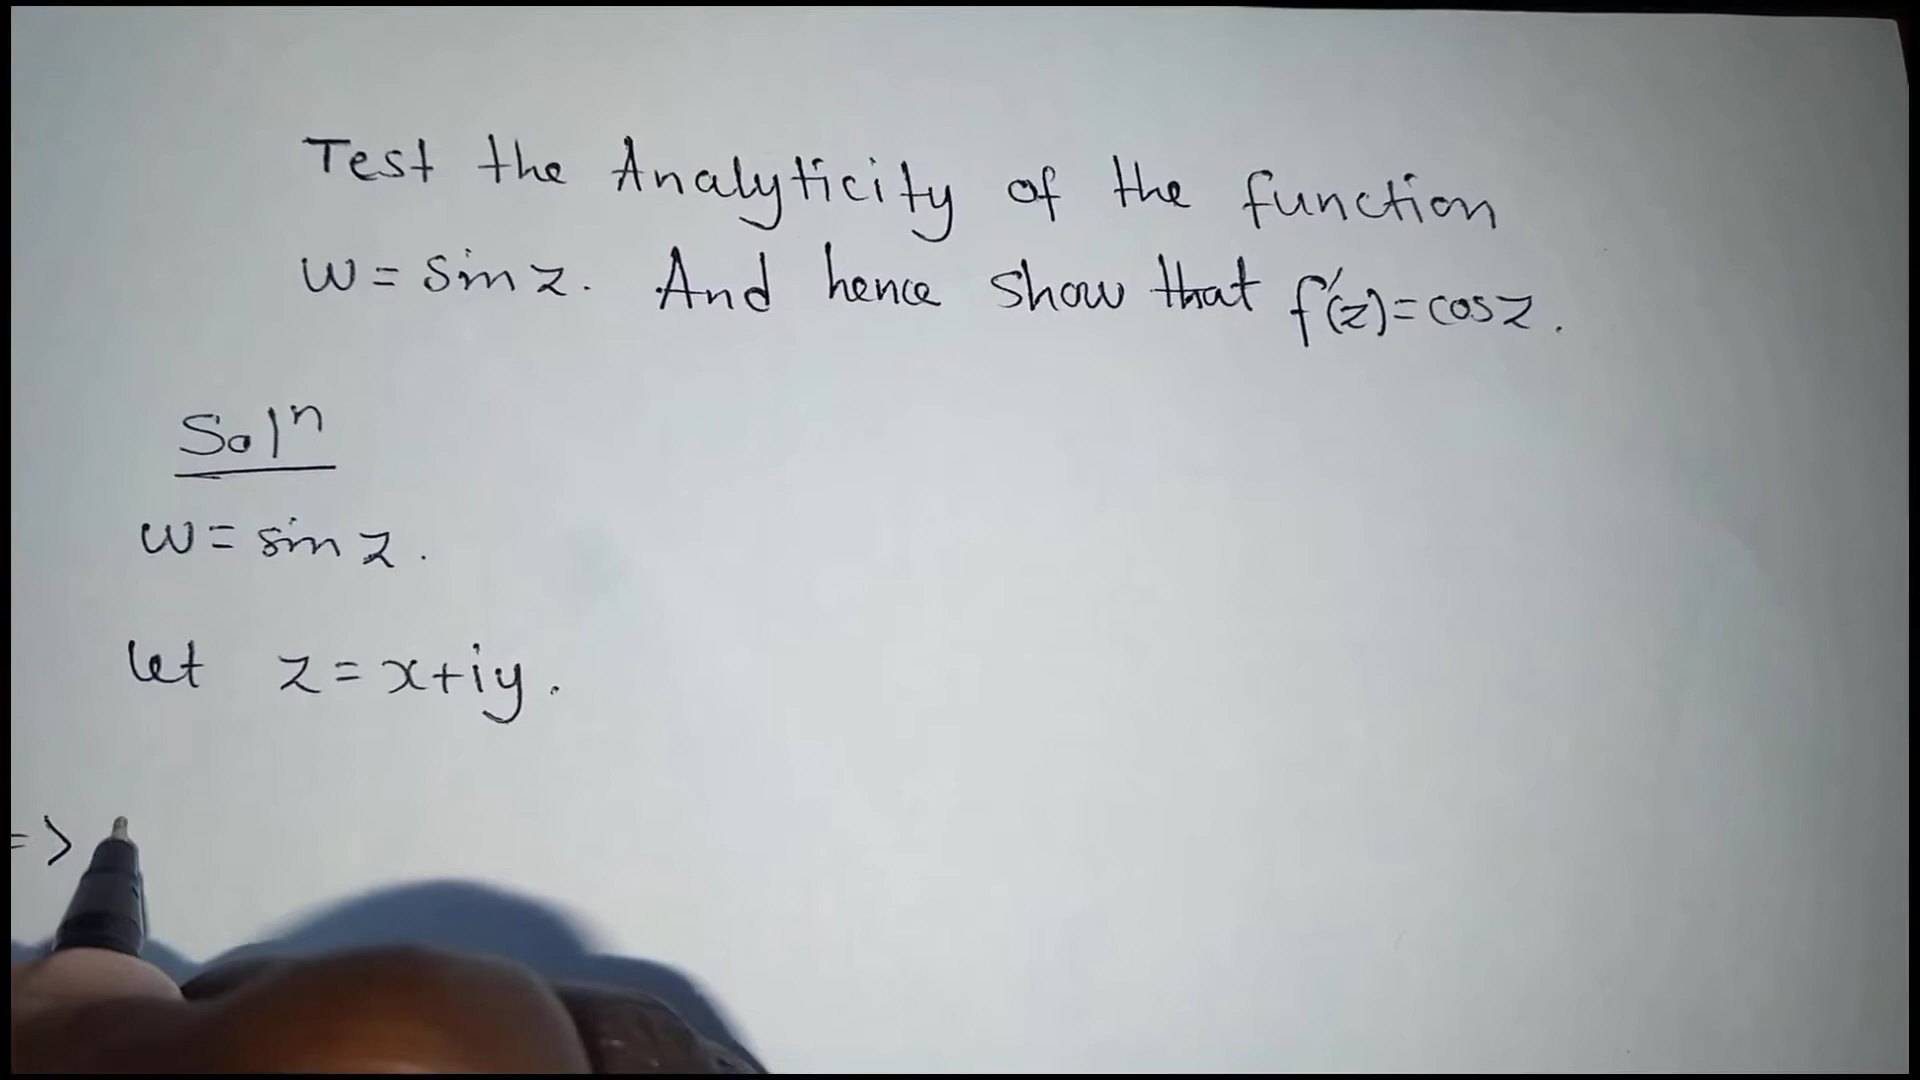 Test the Analyticity of the function
w = sin z. And hence show that f'(z) = cos z.
Solⁿ
w = sin z.
let z = x + iy.
=>